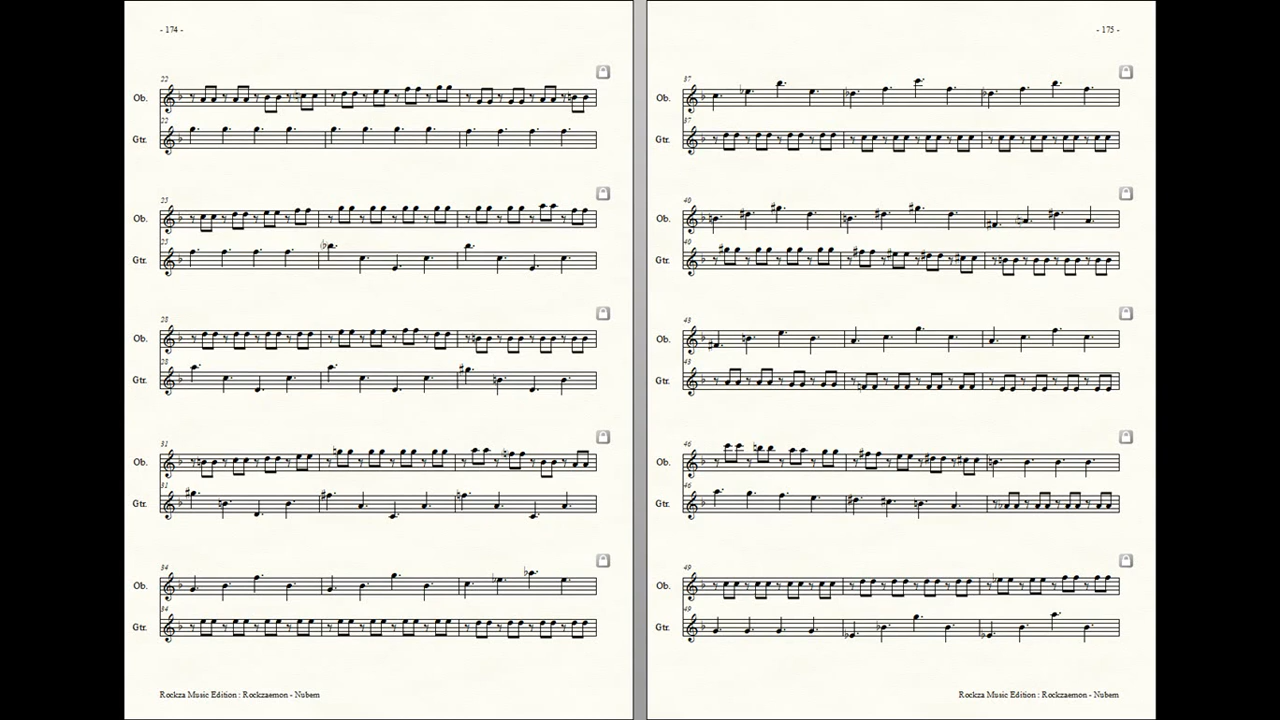 - 174 -
22
Ob.
22
Gtr.
25
Ob.
25
Gtr.
28
Ob.
28
Gtr.
31
Ob.
31
Gtr.
34
Ob.
34
Gtr.
Rockza Music Edition : Rockzaemon - Nubem
- 175 -
37
Ob.
37
Gtr.
40
Ob.
40
Gtr.
43
Ob.
43
Gtr.
46
Ob.
46
Gtr.
49
Ob.
49
Gtr.
Rockza Music Edition : Rockzaemon - Nubem